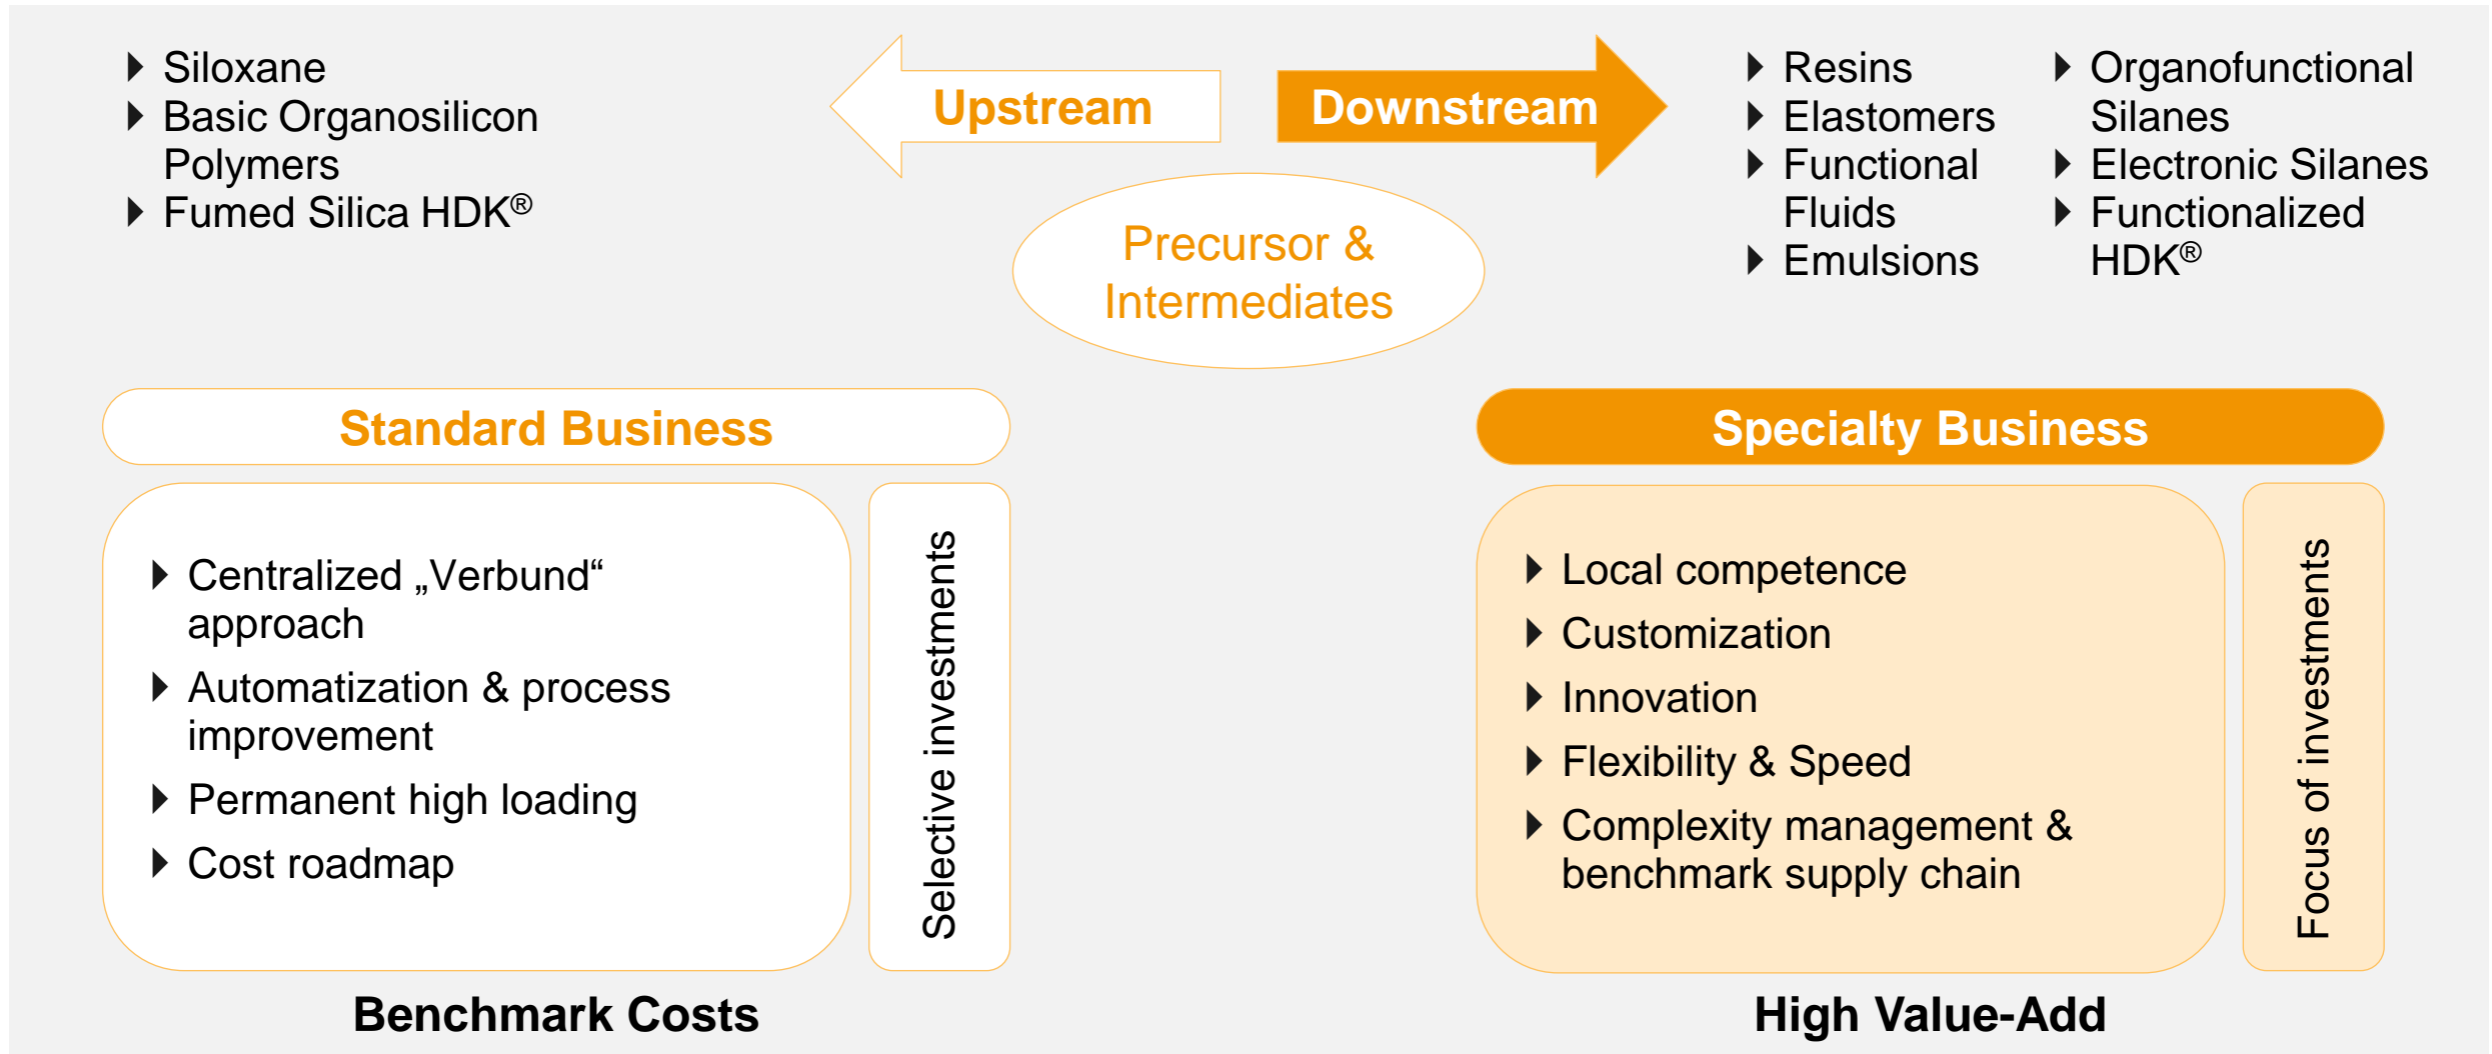 Siloxane
Basic Organosilicon
Polymers
Fumed Silica HDK®
Upstream
Downstream
Resins
Elastomers
Functional
Fluids
Emulsions
Organofunctional
Silanes
Electronic Silanes
Functionalized
HDK®
Precursor &
Intermediates
Standard Business
Centralized „Verbund“
approach
Automatization & process
improvement
Permanent high loading
Cost roadmap
Selective investments
Benchmark Costs
Specialty Business
Local competence
Customization
Innovation
Flexibility & Speed
Complexity management &
benchmark supply chain
Focus of investments
High Value-Add